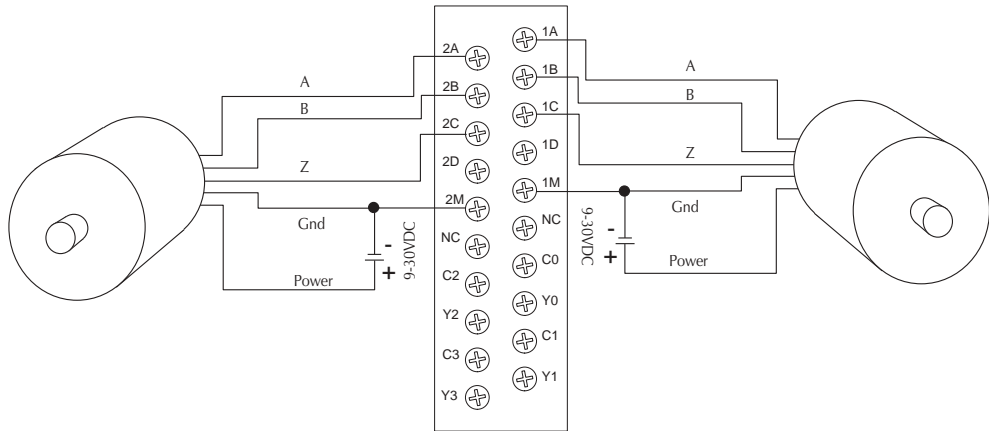 2A
2B
2C
2D
2M
NC
C2
Y2
C3
Y3
1A
1B
1C
1D
1M
NC
C0
Y0
C1
Y1
A
B
Z
Gnd
Power
-
+
9-30VDC
A
B
Z
Gnd
Power
-
+
9-30VDC